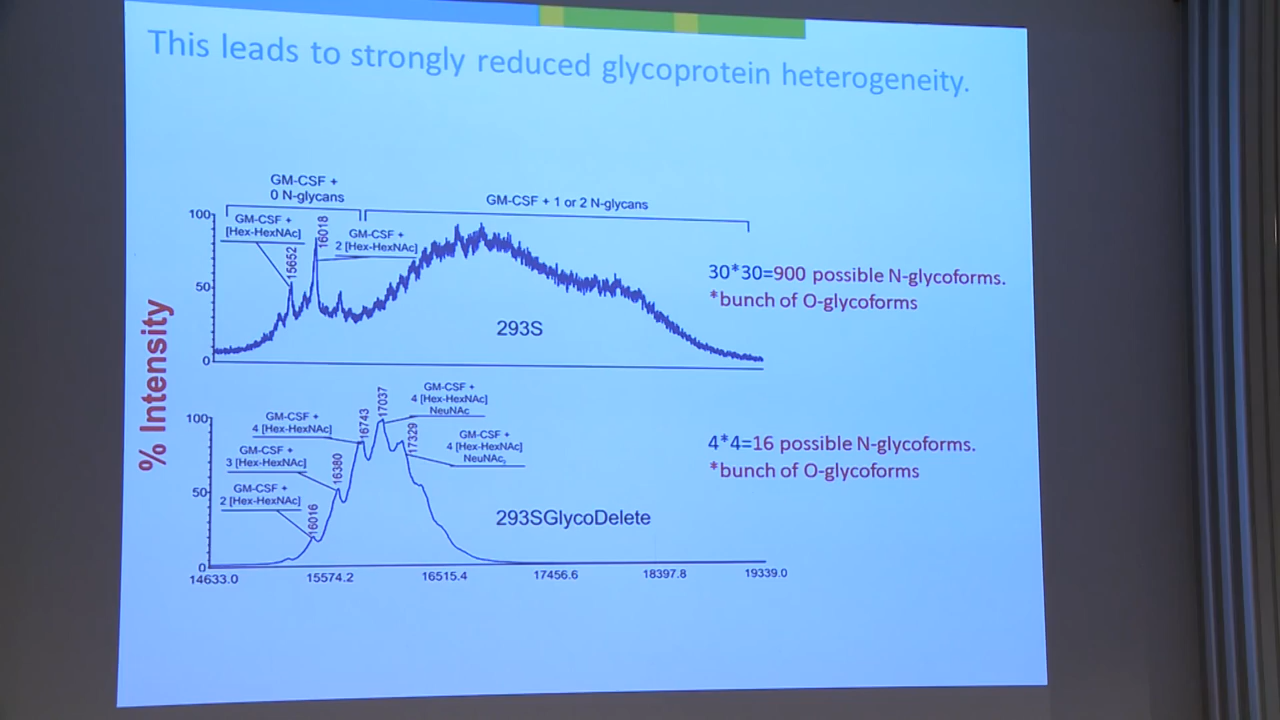 This leads to strongly reduced glycoprotein heterogeneity.
GM-CSF +
0 N-glycans
GM-CSF + 1 or 2 N-glycans
100
GM-CSF +
[Hex-HexNAc]
15652
16018
GM-CSF +
2 [Hex-HexNAc]
50
0
293S
30*30=900 possible N-glycoforms.
*bunch of O-glycoforms
% Intensity
100
GM-CSF +
4 [Hex-HexNAc]
16743
17037
GM-CSF +
4 [Hex-HexNAc]
NeuNAc
GM-CSF +
3 [Hex-HexNAc]
16380
17329
GM-CSF +
4 [Hex-HexNAc]
NeuNAc₂
50
GM-CSF +
2 [Hex-HexNAc]
16016
0
293SGlycoDelete
4*4=16 possible N-glycoforms.
*bunch of O-glycoforms
14633.0 15574.2 16515.4 17456.6 18397.8 19339.0